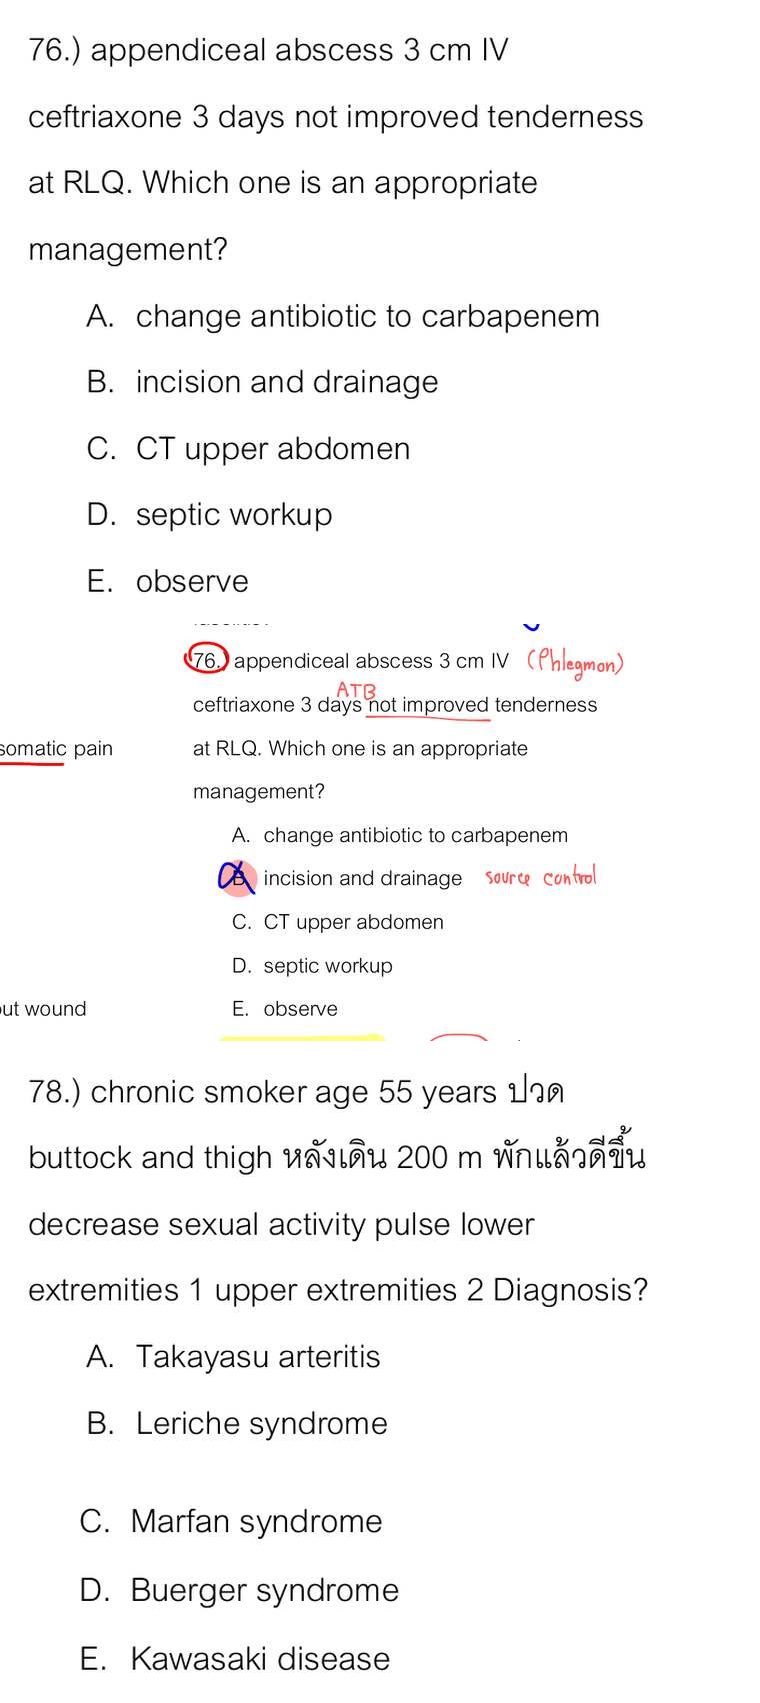 76.) appendiceal abscess 3 cm IV
ceftriaxone 3 days not improved tenderness
at RLQ. Which one is an appropriate
management?
A. change antibiotic to carbapenem
B. incision and drainage
C. CT upper abdomen
D. septic workup
E. observe
76.) appendiceal abscess 3 cm IV (Phlegmon)
ATB
ceftriaxone 3 days not improved tenderness
somatic pain
at RLQ. Which one is an appropriate
management?
A. change antibiotic to carbapenem
B. incision and drainage source control
C. CT upper abdomen
D. septic workup
out wound
E. observe
78.) chronic smoker age 55 years ปวด
buttock and thigh หลังเดิน 200 m พักแล้วดีขึ้น
decrease sexual activity pulse lower
extremities 1 upper extremities 2 Diagnosis?
A. Takayasu arteritis
B. Leriche syndrome
C. Marfan syndrome
D. Buerger syndrome
E. Kawasaki disease